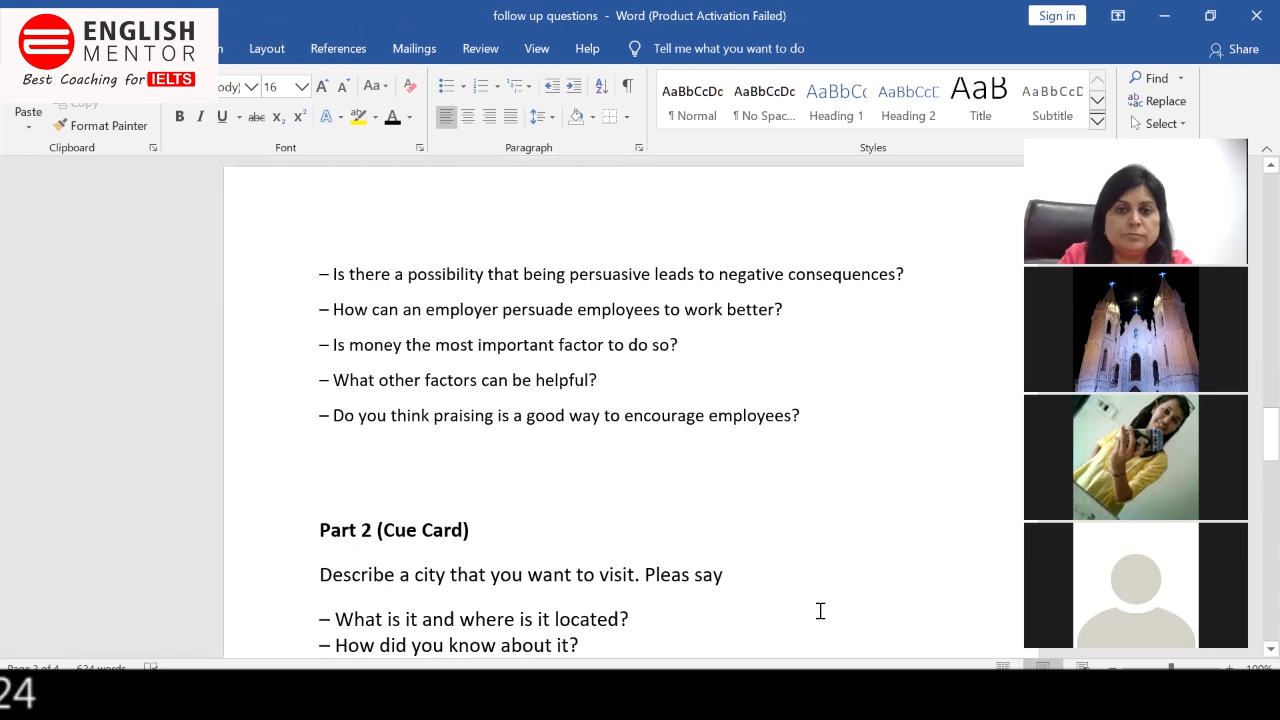 ENGLISH
MENTOR
Best Coaching for IELTS
follow up questions - Word (Product Activation Failed)
Sign in
Layout References Mailings Review View Help Tell me what you want to do Share
Paste
Copy
Format Painter
Clipboard
16
Aa
B I U abc x₂ x²
A
Font
Paragraph
AaBbCcDc AaBbCcDc AaBbCc AaBbCcD AaB AaBbCcD
¶ Normal ¶ No Spac... Heading 1 Heading 2 Title Subtitle
Styles
Find
Replace
Select
– Is there a possibility that being persuasive leads to negative consequences?
– How can an employer persuade employees to work better?
– Is money the most important factor to do so?
– What other factors can be helpful?
– Do you think praising is a good way to encourage employees?
Part 2 (Cue Card)
Describe a city that you want to visit. Pleas say
– What is it and where is it located?
– How did you know about it?
24